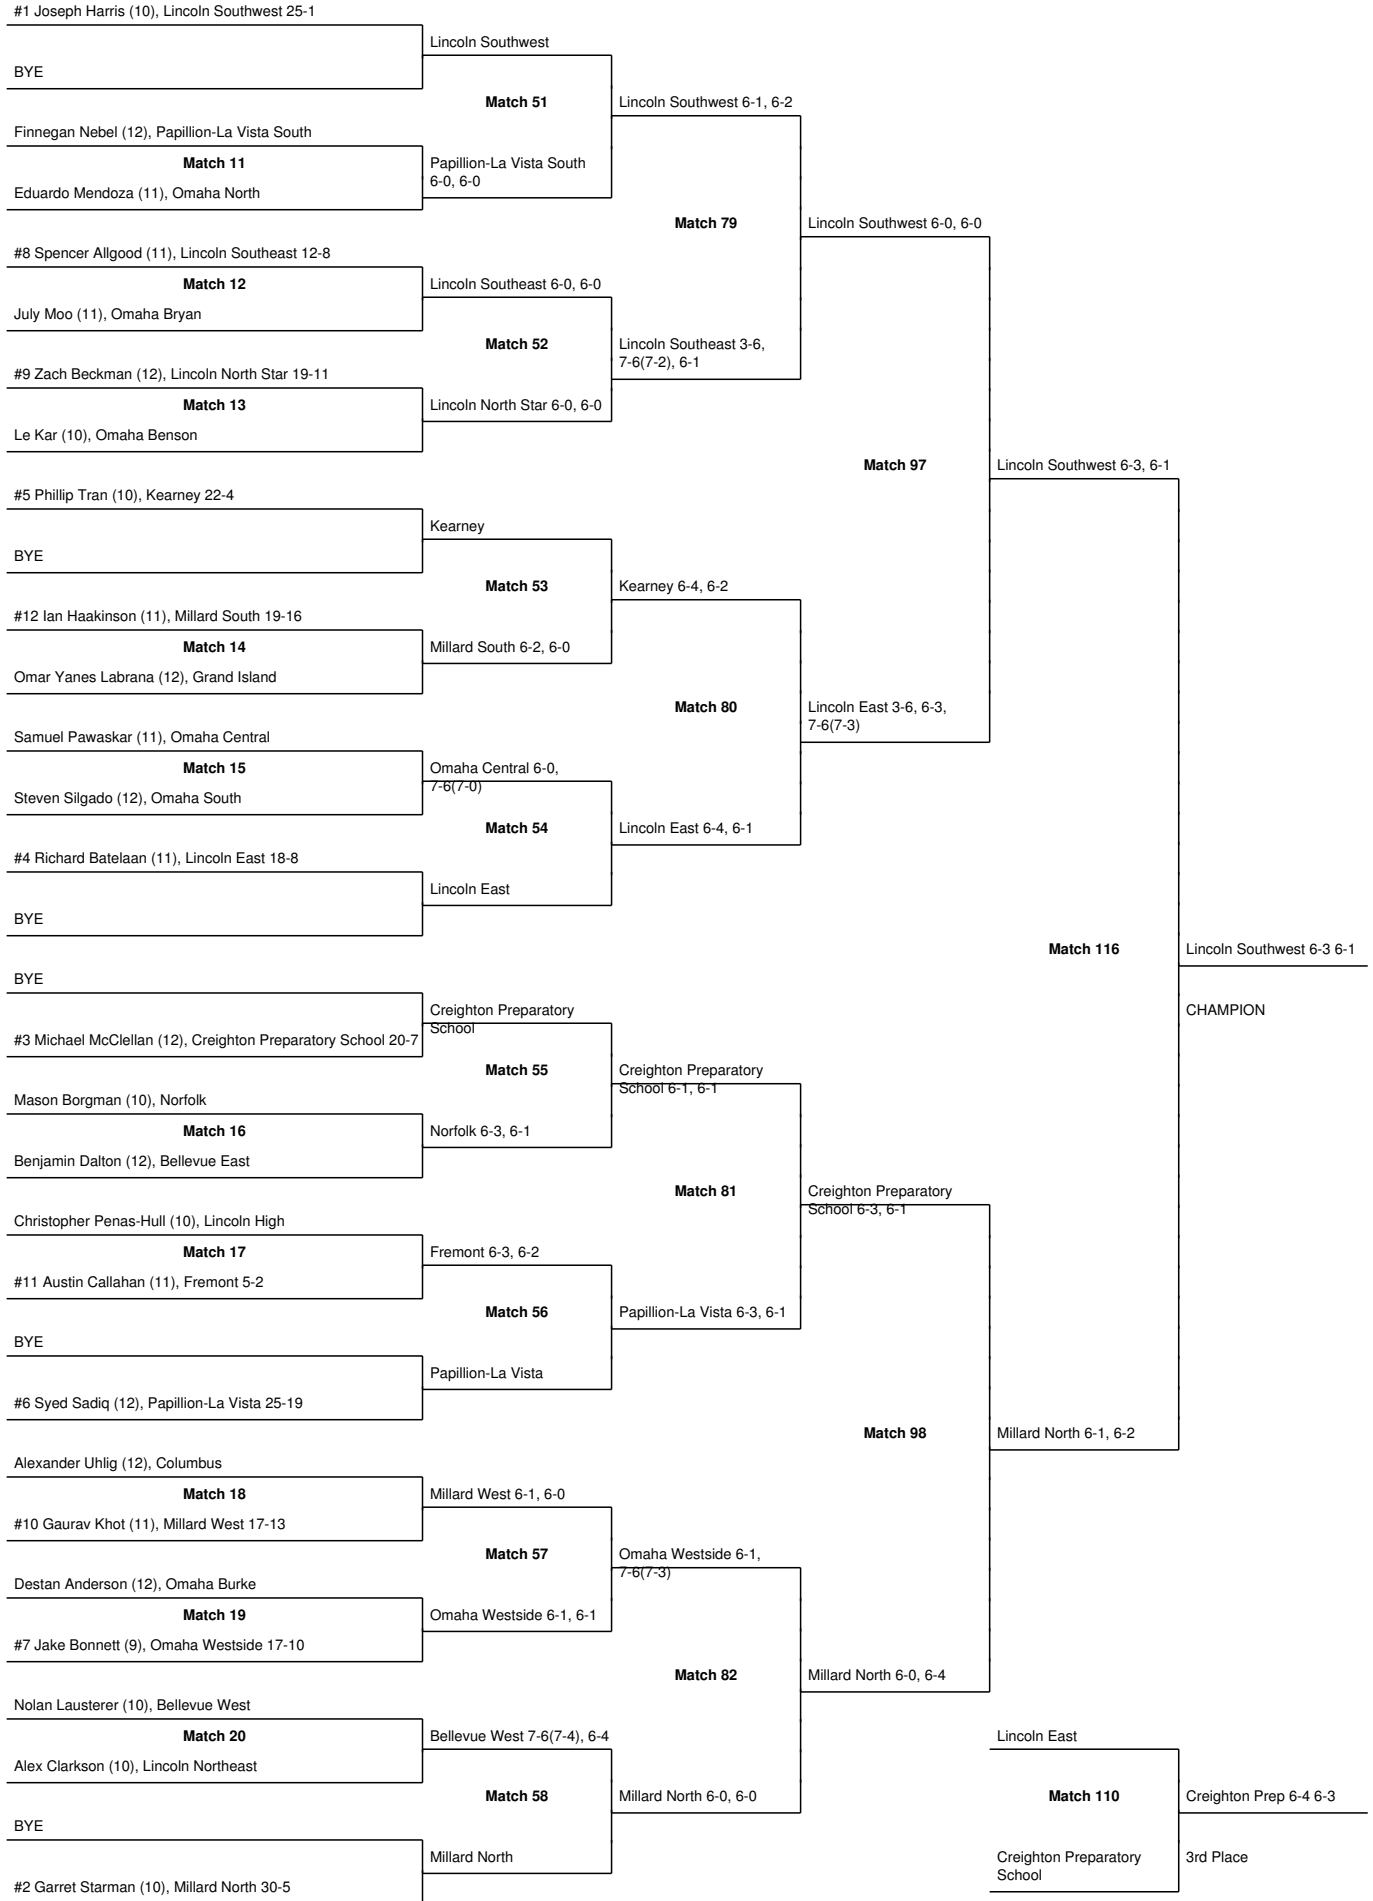 #1 Joseph Harris (10), Lincoln Southwest 25-1
Lincoln Southwest
BYE
Match 51
Lincoln Southwest 6-1, 6-2
Finnegan Nebel (12), Papillion-La Vista South
Match 11
Papillion-La Vista South
6-0, 6-0
Eduardo Mendoza (11), Omaha North
Match 79
Lincoln Southwest 6-0, 6-0
#8 Spencer Allgood (11), Lincoln Southeast 12-8
Match 12
Lincoln Southeast 6-0, 6-0
July Moo (11), Omaha Bryan
Match 52
Lincoln Southeast 3-6,
7-6(7-2), 6-1
#9 Zach Beckman (12), Lincoln North Star 19-11
Match 13
Lincoln North Star 6-0, 6-0
Le Kar (10), Omaha Benson
Match 97
Lincoln Southwest 6-3, 6-1
#5 Phillip Tran (10), Kearney 22-4
Kearney
BYE
Match 53
Kearney 6-4, 6-2
#12 Ian Haakinson (11), Millard South 19-16
Match 14
Millard South 6-2, 6-0
Omar Yanes Labrana (12), Grand Island
Match 80
Lincoln East 3-6, 6-3,
7-6(7-3)
Samuel Pawaskar (11), Omaha Central
Match 15
Omaha Central 6-0,
7-6(7-0)
Steven Silgado (12), Omaha South
Match 54
Lincoln East 6-4, 6-1
#4 Richard Batelaan (11), Lincoln East 18-8
Lincoln East
BYE
Match 116
Lincoln Southwest 6-3 6-1
CHAMPION
BYE
Creighton Preparatory
School
#3 Michael McClellan (12), Creighton Preparatory School 20-7
Match 55
Creighton Preparatory
School 6-1, 6-1
Mason Borgman (10), Norfolk
Match 16
Norfolk 6-3, 6-1
Benjamin Dalton (12), Bellevue East
Match 81
Creighton Preparatory
School 6-3, 6-1
Christopher Penas-Hull (10), Lincoln High
Match 17
Fremont 6-3, 6-2
#11 Austin Callahan (11), Fremont 5-2
Match 56
Papillion-La Vista 6-3, 6-1
BYE
Papillion-La Vista
#6 Syed Sadiq (12), Papillion-La Vista 25-19
Match 98
Millard North 6-1, 6-2
Alexander Uhlig (12), Columbus
Match 18
Millard West 6-1, 6-0
#10 Gaurav Khot (11), Millard West 17-13
Match 57
Omaha Westside 6-1,
7-6(7-3)
Destan Anderson (12), Omaha Burke
Match 19
Omaha Westside 6-1, 6-1
#7 Jake Bonnett (9), Omaha Westside 17-10
Match 82
Millard North 6-0, 6-4
Nolan Lausterer (10), Bellevue West
Match 20
Bellevue West 7-6(7-4), 6-4
Alex Clarkson (10), Lincoln Northeast
Match 58
Millard North 6-0, 6-0
BYE
Millard North
#2 Garret Starman (10), Millard North 30-5
Lincoln East
Match 110
Creighton Prep 6-4 6-3
Creighton Preparatory
School
3rd Place